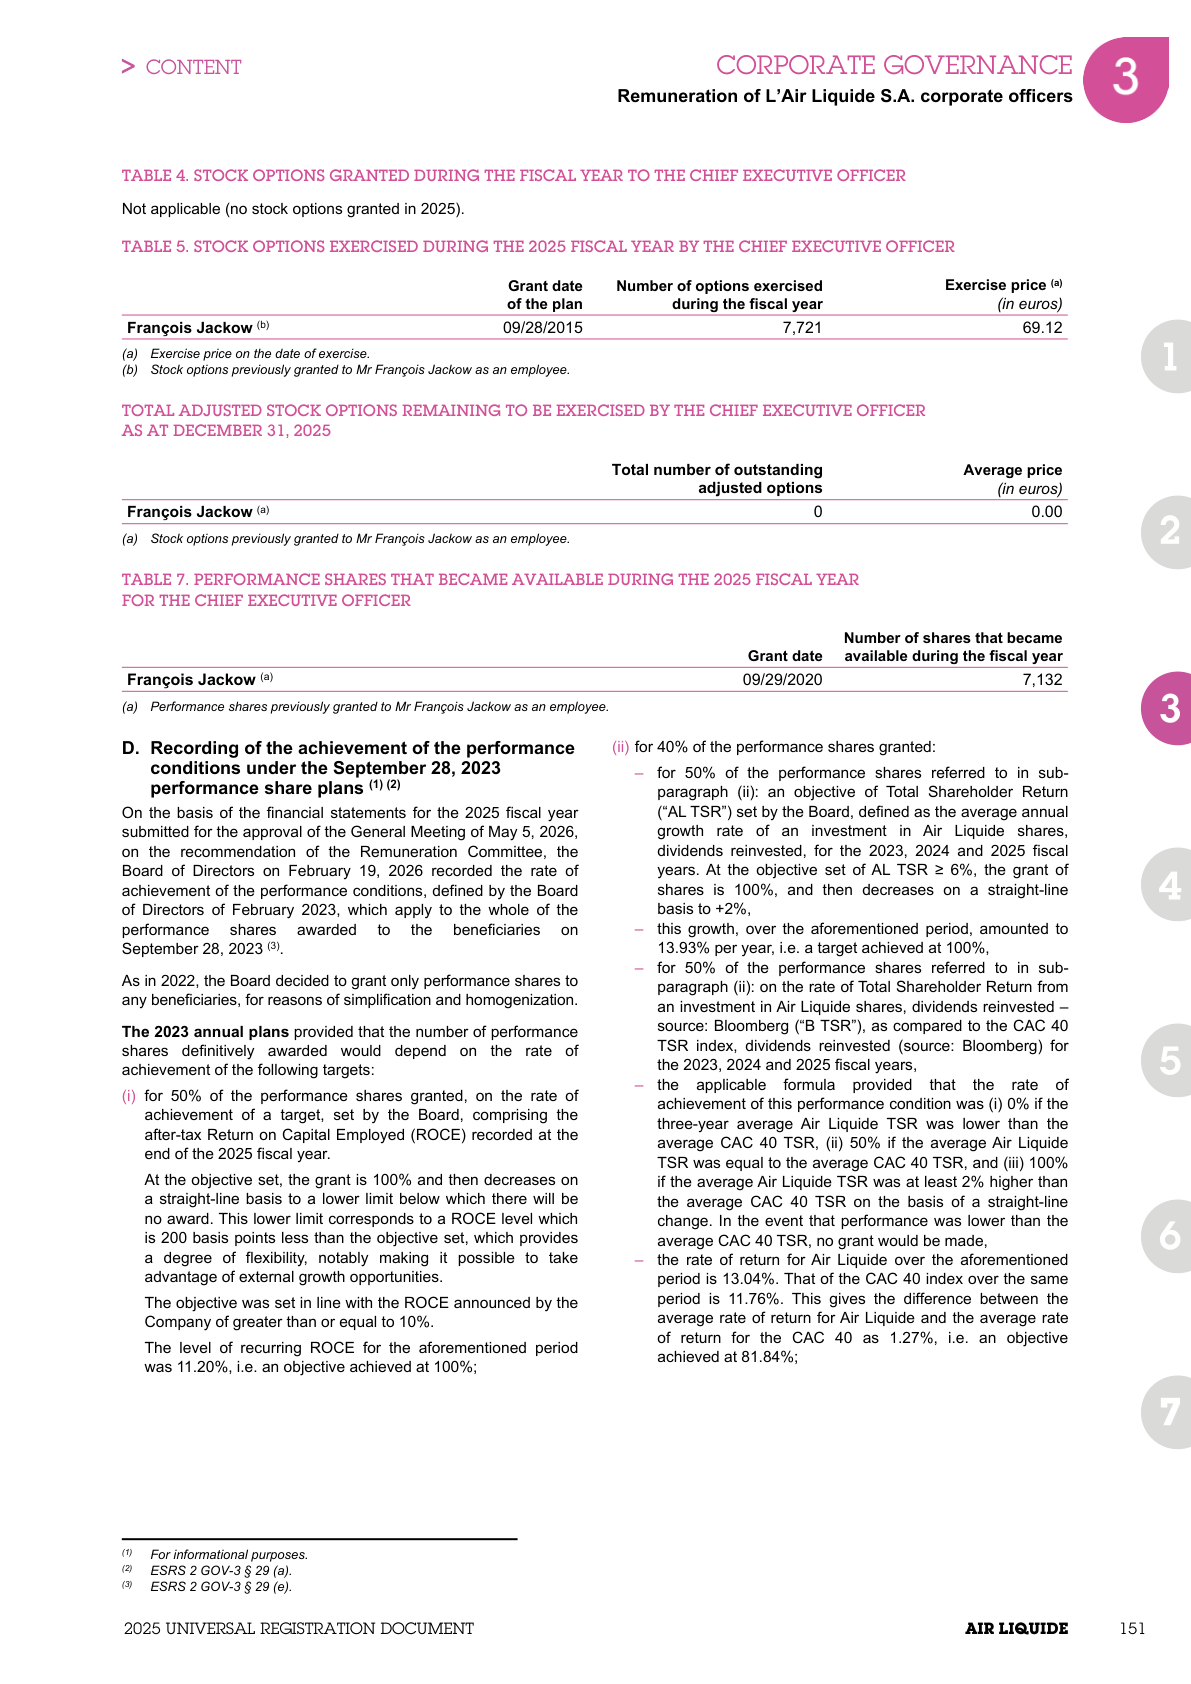 > CONTENT
CORPORATE GOVERNANCE
Remuneration of L'Air Liquide S.A. corporate officers
3
TABLE 4. STOCK OPTIONS GRANTED DURING THE FISCAL YEAR TO THE CHIEF EXECUTIVE OFFICER
Not applicable (no stock options granted in 2025).
TABLE 5. STOCK OPTIONS EXERCISED DURING THE 2025 FISCAL YEAR BY THE CHIEF EXECUTIVE OFFICER
Grant date of the plan
Number of options exercised during the fiscal year
Exercise price (a) (in euros)
François Jackow (b) 09/28/2015 7,721 69.12
(a) Exercise price on the date of exercise.
(b) Stock options previously granted to Mr François Jackow as an employee.
TOTAL ADJUSTED STOCK OPTIONS REMAINING TO BE EXERCISED BY THE CHIEF EXECUTIVE OFFICER
AS AT DECEMBER 31, 2025
Total number of outstanding adjusted options
Average price (in euros)
François Jackow (a) 0 0.00
(a) Stock options previously granted to Mr François Jackow as an employee.
TABLE 7. PERFORMANCE SHARES THAT BECAME AVAILABLE DURING THE 2025 FISCAL YEAR
FOR THE CHIEF EXECUTIVE OFFICER
Grant date
Number of shares that became available during the fiscal year
François Jackow (a) 09/29/2020 7,132
(a) Performance shares previously granted to Mr François Jackow as an employee.
D. Recording of the achievement of the performance
conditions under the September 28, 2023
performance share plans (1) (2)
On the basis of the financial statements for the 2025 fiscal year
submitted for the approval of the General Meeting of May 5, 2026,
on the recommendation of the Remuneration Committee, the
Board of Directors on February 19, 2026 recorded the rate of
achievement of the performance conditions, defined by the Board
of Directors of February 2023, which apply to the whole of the
performance shares awarded to the beneficiaries on
September 28, 2023 (3).
As in 2022, the Board decided to grant only performance shares to
any beneficiaries, for reasons of simplification and homogenization.
The 2023 annual plans provided that the number of performance
shares definitively awarded would depend on the rate of
achievement of the following targets:
(i) for 50% of the performance shares granted, on the rate of
achievement of a target, set by the Board, comprising the
after-tax Return on Capital Employed (ROCE) recorded at the
end of the 2025 fiscal year.
At the objective set, the grant is 100% and then decreases on
a straight-line basis to a lower limit below which there will be
no award. This lower limit corresponds to a ROCE level which
is 200 basis points less than the objective set, which provides
a degree of flexibility, notably making it possible to take
advantage of external growth opportunities.
The objective was set in line with the ROCE announced by the
Company of greater than or equal to 10%.
The level of recurring ROCE for the aforementioned period
was 11.20%, i.e. an objective achieved at 100%;
(ii) for 40% of the performance shares granted:
– for 50% of the performance shares referred to in sub-
paragraph (ii): an objective of Total Shareholder Return
("AL TSR") set by the Board, defined as the average annual
growth rate of an investment in Air Liquide shares,
dividends reinvested, for the 2023, 2024 and 2025 fiscal
years. At the objective set of AL TSR ≥ 6%, the grant of
shares is 100%, and then decreases on a straight-line
basis to +2%,
– this growth, over the aforementioned period, amounted to
13.93% per year, i.e. a target achieved at 100%,
– for 50% of the performance shares referred to in sub-
paragraph (ii): on the rate of Total Shareholder Return from
an investment in Air Liquide shares, dividends reinvested –
source: Bloomberg ("B TSR"), as compared to the CAC 40
TSR index, dividends reinvested (source: Bloomberg) for
the 2023, 2024 and 2025 fiscal years,
– the applicable formula provided that the rate of
achievement of this performance condition was (i) 0% if the
three-year average Air Liquide TSR was lower than the
average CAC 40 TSR, (ii) 50% if the average Air Liquide
TSR was equal to the average CAC 40 TSR, and (iii) 100%
if the average Air Liquide TSR was at least 2% higher than
the average CAC 40 TSR on the basis of a straight-line
change. In the event that performance was lower than the
average CAC 40 TSR, no grant would be made,
– the rate of return for Air Liquide over the aforementioned
period is 13.04%. That of the CAC 40 index over the same
period is 11.76%. This gives the difference between the
average rate of return for Air Liquide and the average rate
of return for the CAC 40 as 1.27%, i.e. an objective
achieved at 81.84%;
1
2
3
4
5
6
7
(1) For informational purposes.
(2) ESRS 2 GOV-3 § 29 (a).
(3) ESRS 2 GOV-3 § 29 (e).
2025 UNIVERSAL REGISTRATION DOCUMENT
AIR LIQUIDE 151